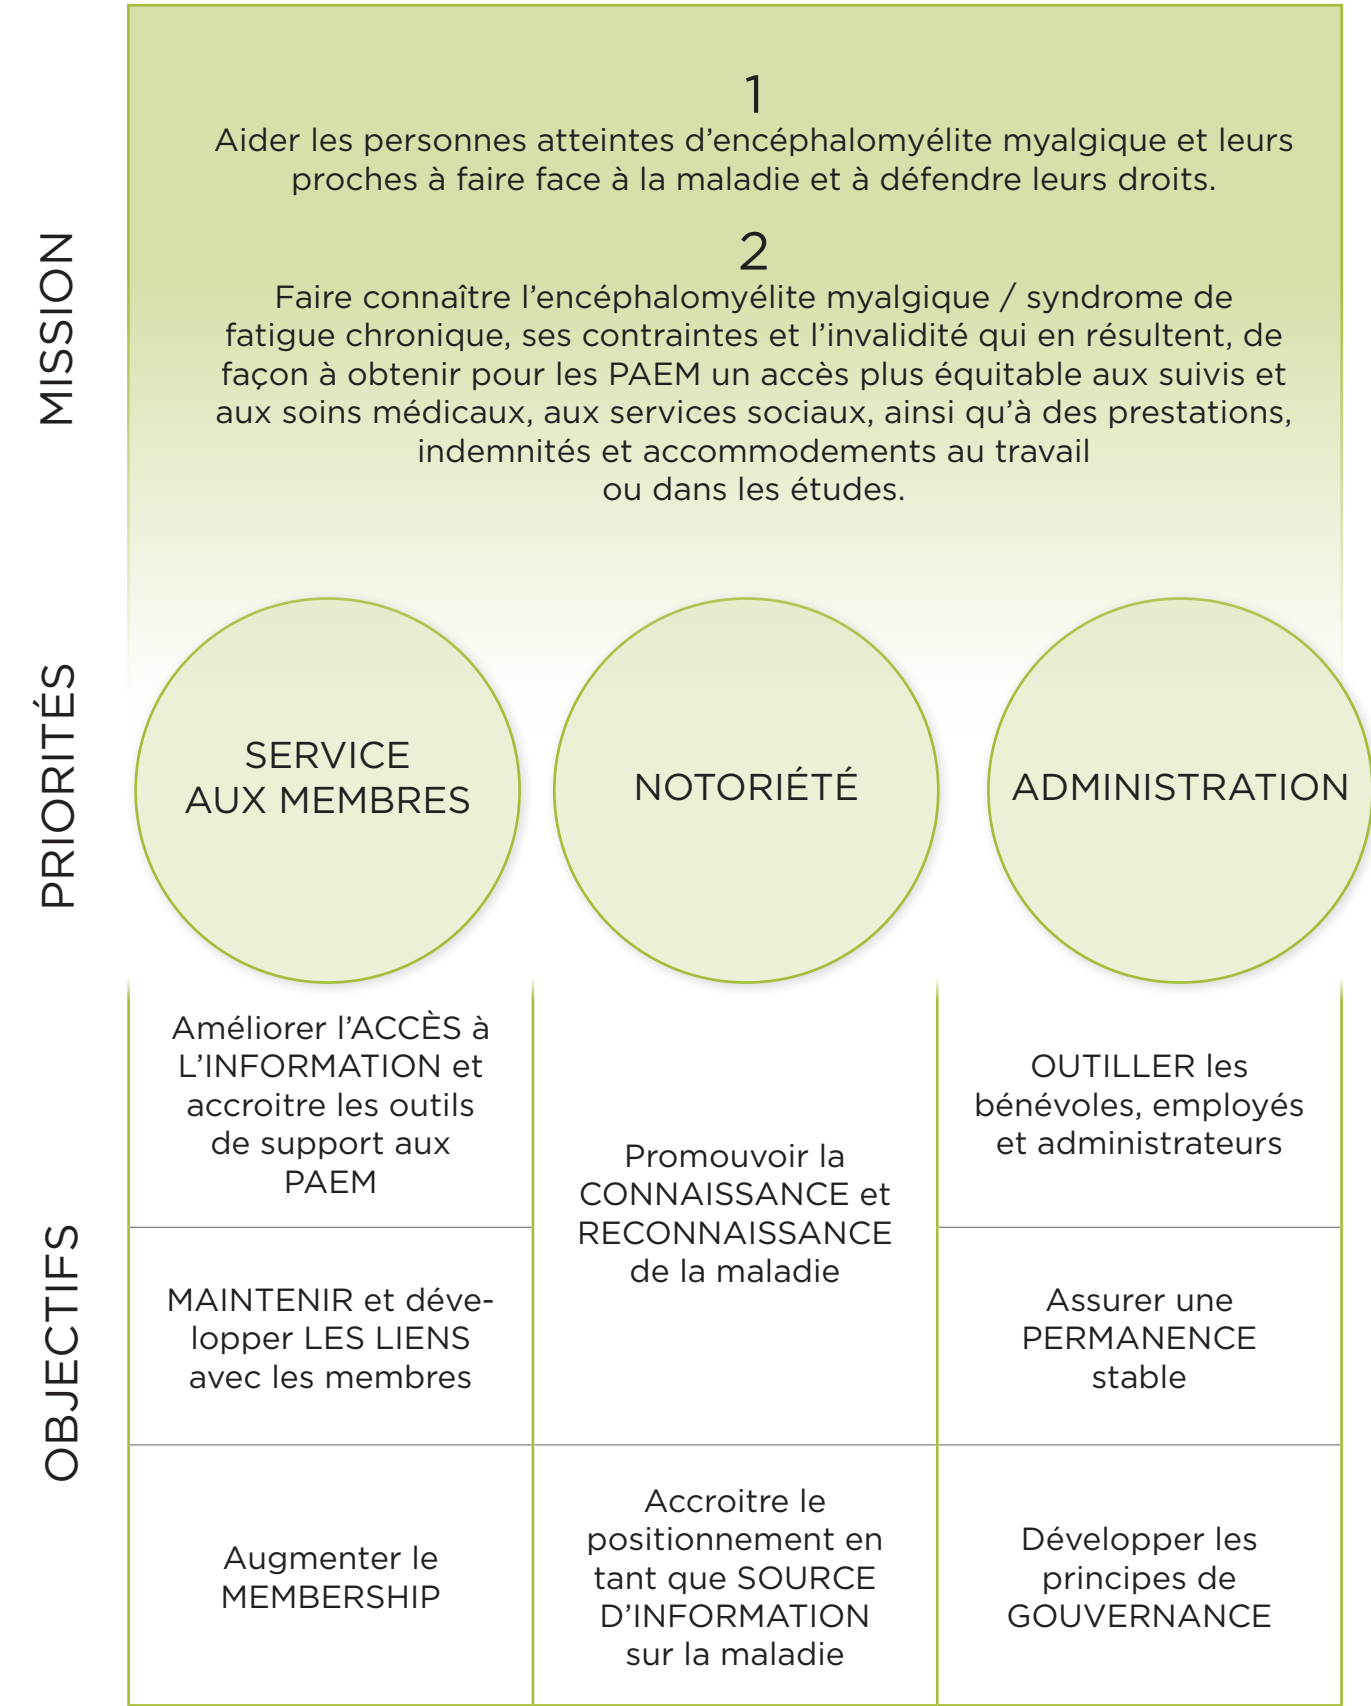 MISSION
1
Aider les personnes atteintes d’encéphalomyélite myalgique et leurs
proches à faire face à la maladie et à défendre leurs droits.
2
Faire connaître l’encéphalomyélite myalgique / syndrome de
fatigue chronique, ses contraintes et l’invalidité qui en résultent, de
façon à obtenir pour les PAEM un accès plus équitable aux suivis et
aux soins médicaux, aux services sociaux, ainsi qu’à des prestations,
indemnités et accommodements au travail
ou dans les études.
PRIORITÉS
SERVICE
AUX MEMBRES
NOTORIÉTÉ
ADMINISTRATION
OBJECTIFS
Améliorer l’ACCÈS à
L’INFORMATION et
accroitre les outils
de support aux
PAEM
MAINTENIR et déve-
lopper LES LIENS
avec les membres
Augmenter le
MEMBERSHIP
Promouvoir la
CONNAISSANCE et
RECONNAISSANCE
de la maladie
Accroitre le
positionnement en
tant que SOURCE
D’INFORMATION
sur la maladie
OUTILLER les
bénévoles, employés
et administrateurs
Assurer une
PERMANENCE
stable
Développer les
principes de
GOUVERNANCE